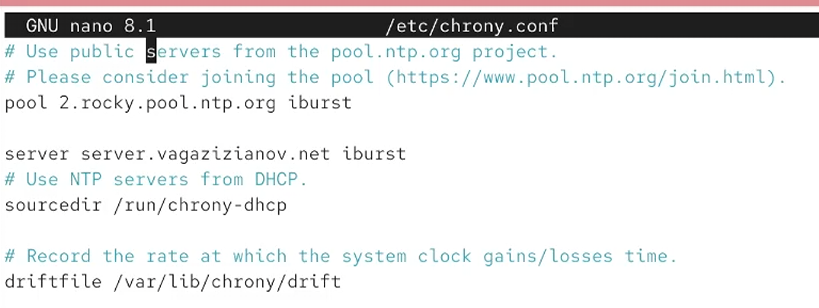 GNU nano 8.1 /etc/chrony.conf
# Use public servers from the pool.ntp.org project.
# Please consider joining the pool (https://www.pool.ntp.org/join.html).
pool 2.rocky.pool.ntp.org iburst
server server.vagazizianov.net iburst
# Use NTP servers from DHCP.
sourcedir /run/chrony-dhcp
# Record the rate at which the system clock gains/losses time.
driftfile /var/lib/chrony/drift